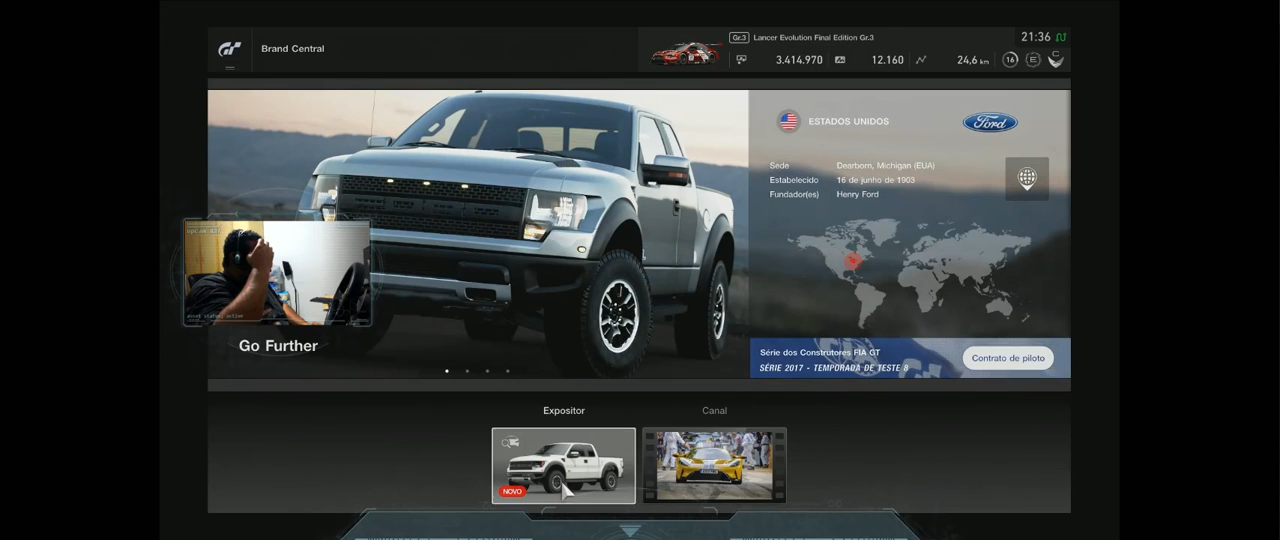 Brand Central
Gr.3 Lancer Evolution Final Edition Gr.3
21:36
3.414.970
12.160
24,6 km
16
E
C
ESTADOS UNIDOS
Ford
Sede Dearborn, Michigan (EUA)
Estabelecido 16 de junho de 1903
Fundador(es) Henry Ford
Go Further
Série dos Construtores FIA GT
SÉRIE 2017 - TEMPORADA DE TESTE 8
Contrato de piloto
Expositor
Canal
NOVO